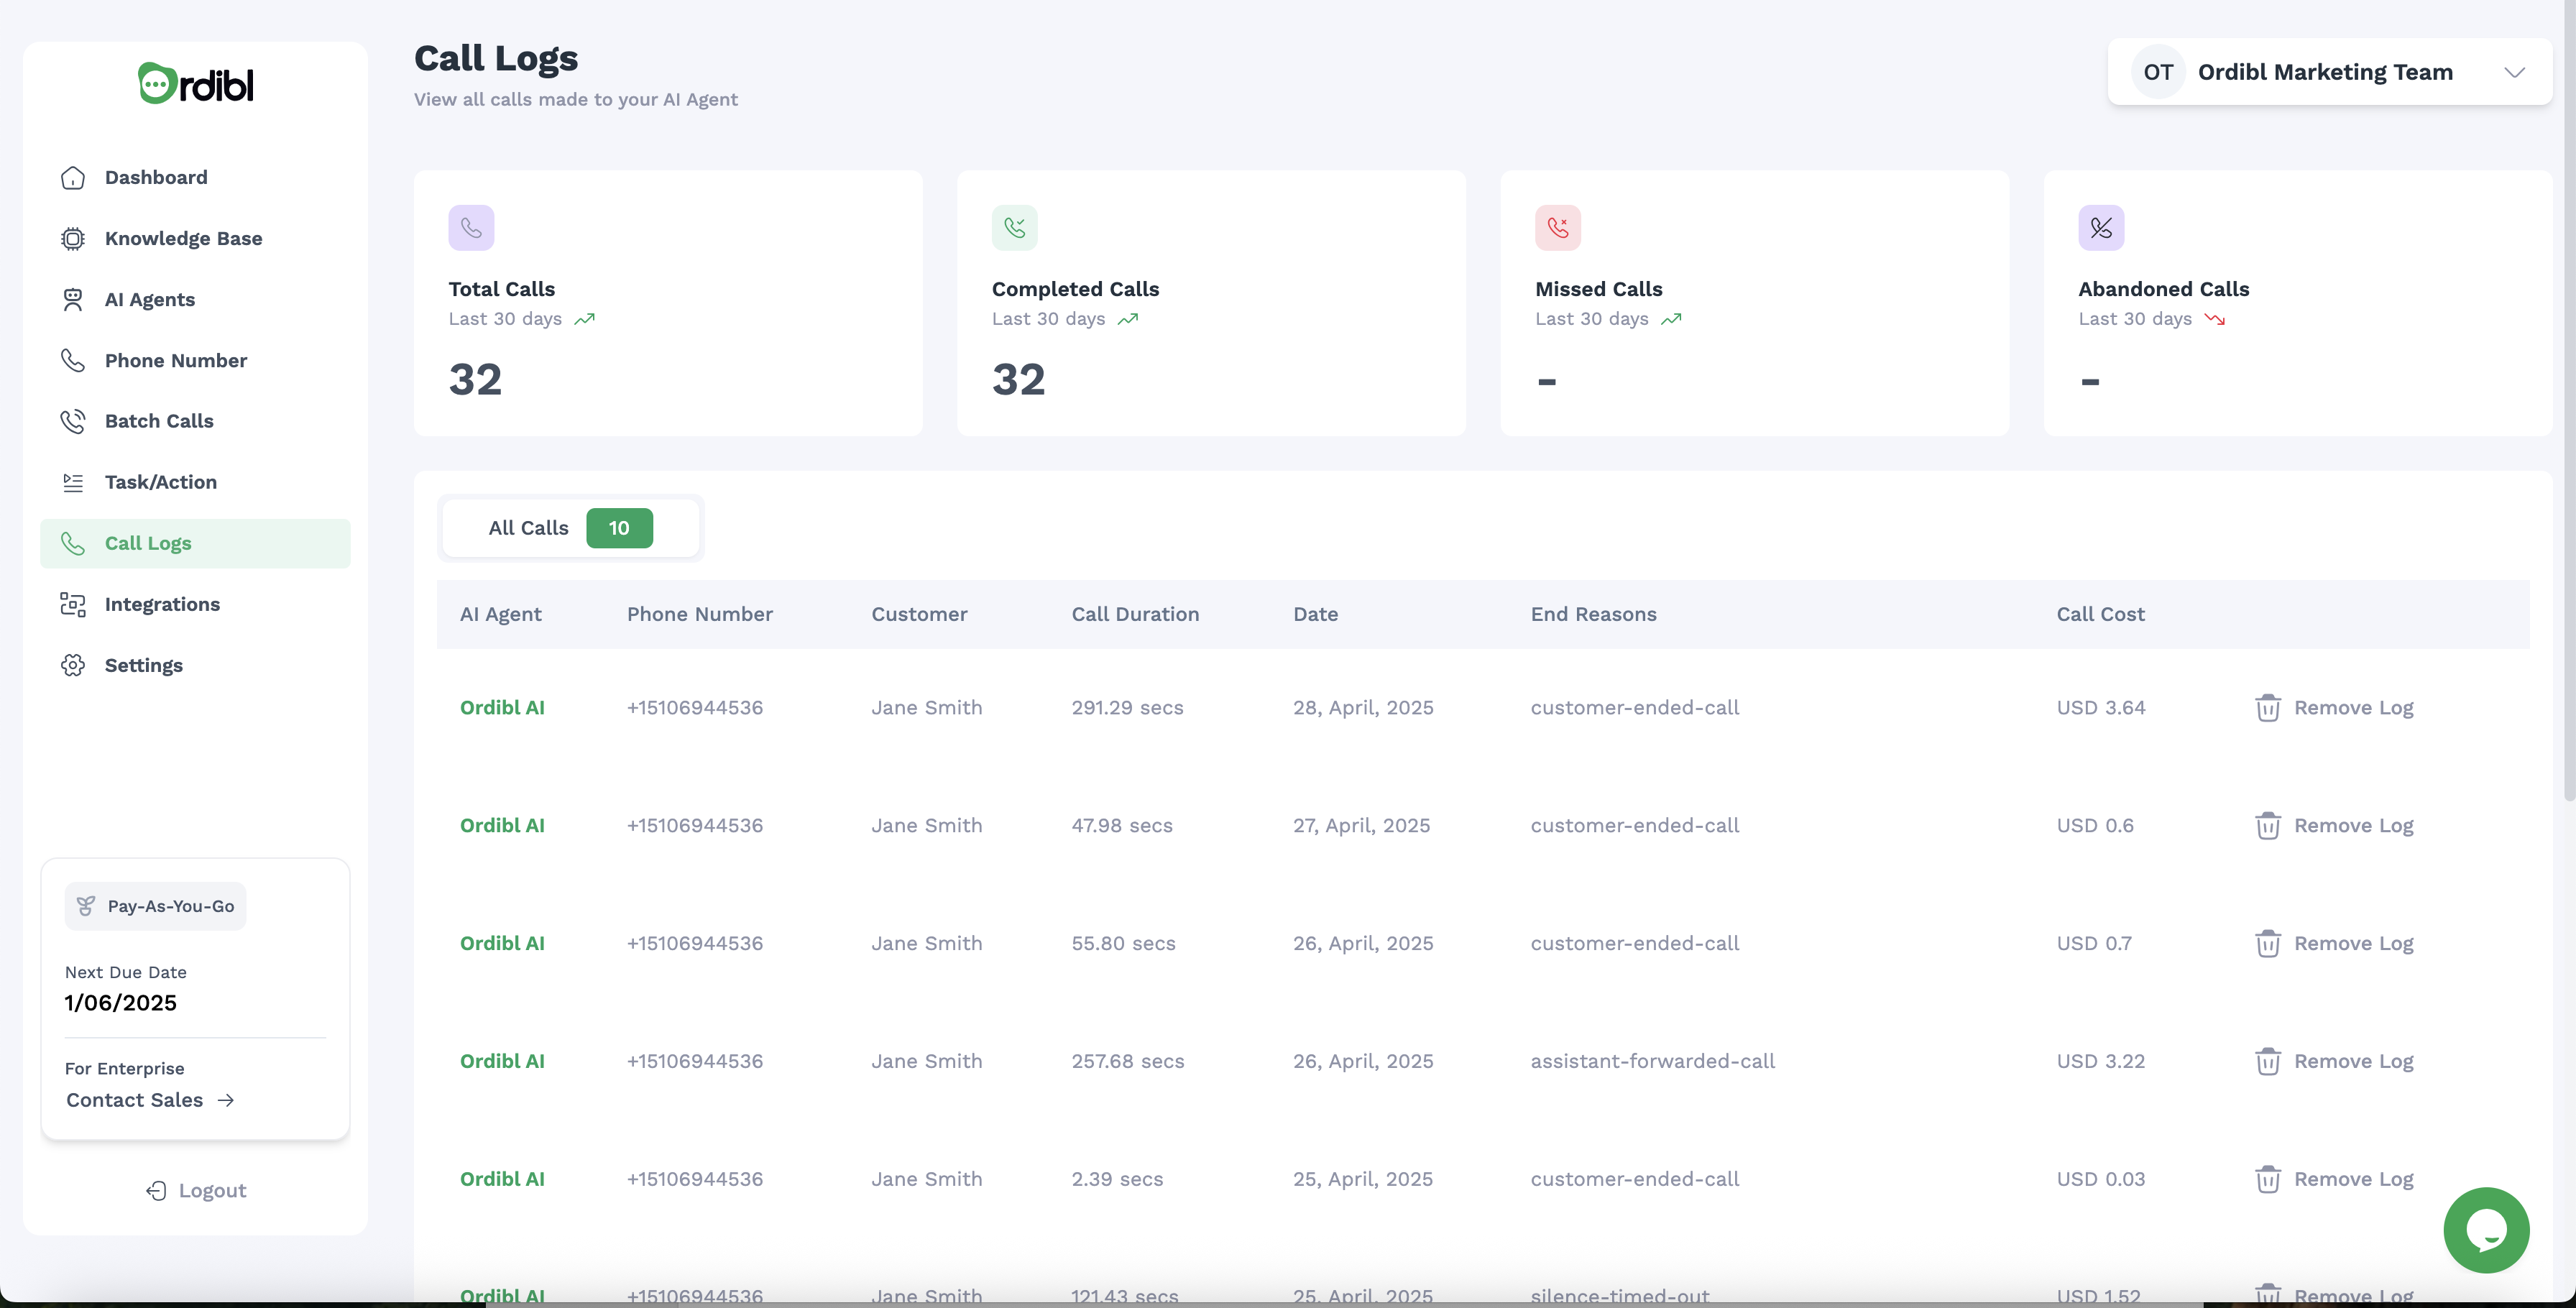 Ordibl
Dashboard
Knowledge Base
AI Agents
Phone Number
Batch Calls
Task/Action
Call Logs
Integrations
Settings
Pay-As-You-Go
Next Due Date
1/06/2025
For Enterprise
Contact Sales →
Logout
Call Logs
View all calls made to your AI Agent
OT Ordibl Marketing Team
Total Calls
Last 30 days
32
Completed Calls
Last 30 days
32
Missed Calls
Last 30 days
-
Abandoned Calls
Last 30 days
-
All Calls 10
AI Agent Phone Number Customer Call Duration Date End Reasons Call Cost
Ordibl AI +15106944536 Jane Smith 291.29 secs 28, April, 2025 customer-ended-call USD 3.64 Remove Log
Ordibl AI +15106944536 Jane Smith 47.98 secs 27, April, 2025 customer-ended-call USD 0.6 Remove Log
Ordibl AI +15106944536 Jane Smith 55.80 secs 26, April, 2025 customer-ended-call USD 0.7 Remove Log
Ordibl AI +15106944536 Jane Smith 257.68 secs 26, April, 2025 assistant-forwarded-call USD 3.22 Remove Log
Ordibl AI +15106944536 Jane Smith 2.39 secs 25, April, 2025 customer-ended-call USD 0.03 Remove Log
Ordibl AI +15106944536 Jane Smith 121.43 secs 25, April, 2025 silence-timed-out USD 1.52 Remove Log